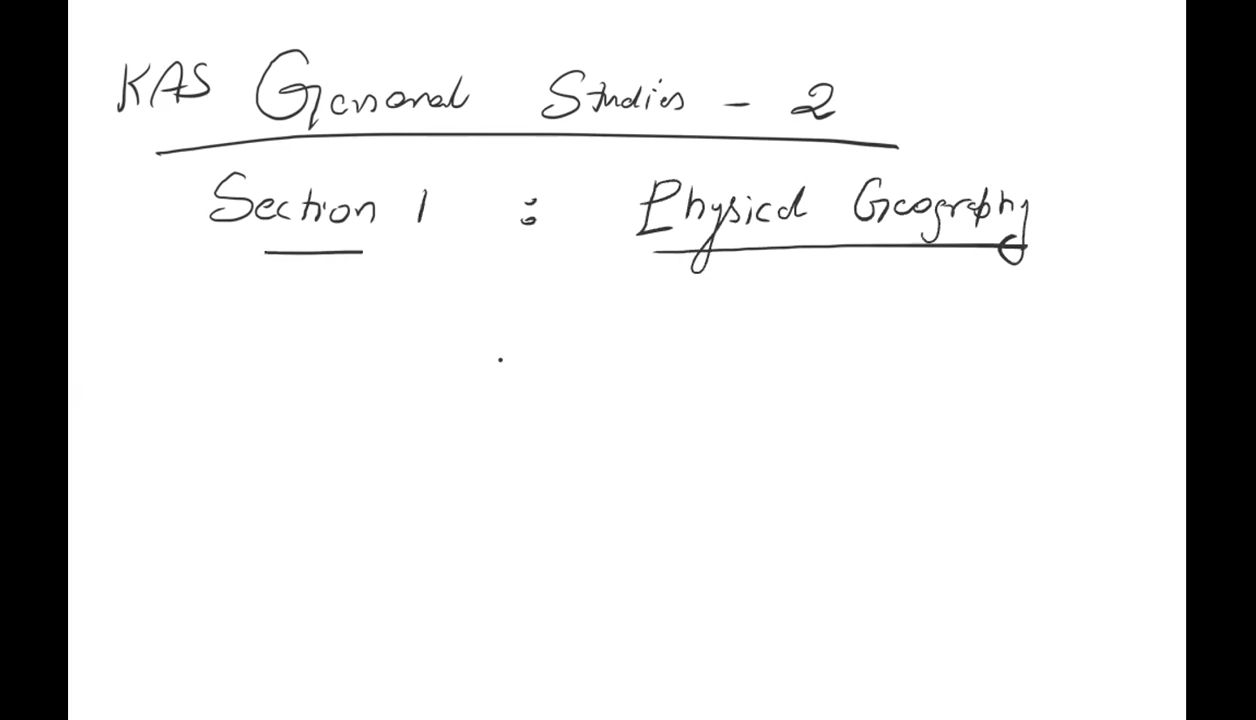 KAS General Studies - 2
Section 1 : Physical Geography